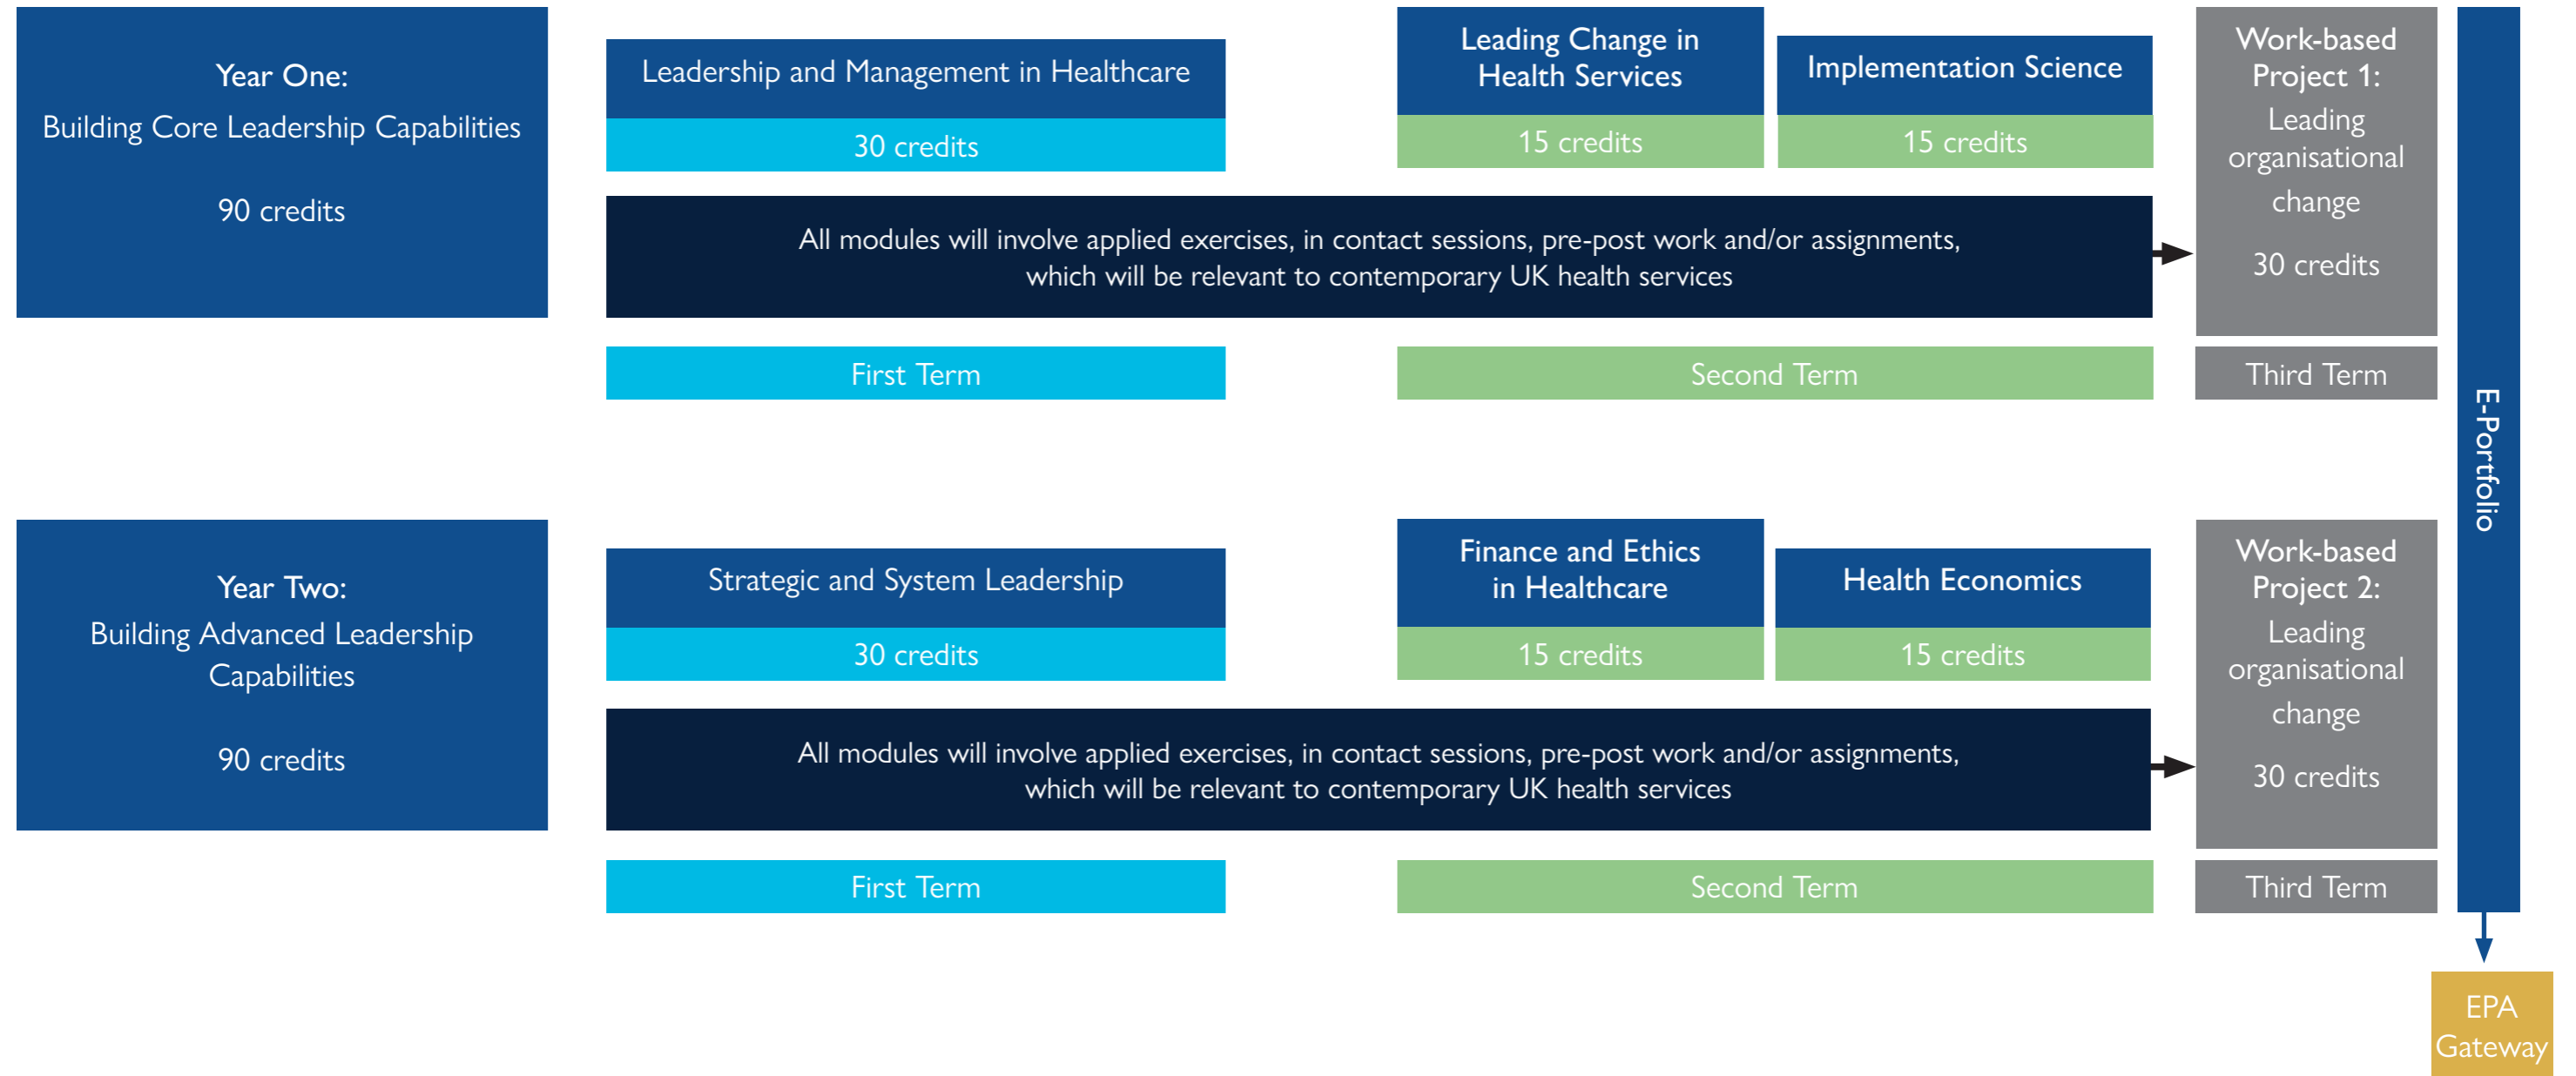 Year One:
Building Core Leadership Capabilities
90 credits
Leadership and Management in Healthcare
30 credits
Leading Change in
Health Services
15 credits
Implementation Science
15 credits
All modules will involve applied exercises, in contact sessions, pre-post work and/or assignments,
which will be relevant to contemporary UK health services
Work-based
Project 1:
Leading
organisational
change
30 credits
First Term
Second Term
Third Term
E-Portfolio
Year Two:
Building Advanced Leadership
Capabilities
90 credits
Strategic and System Leadership
30 credits
Finance and Ethics
in Healthcare
15 credits
Health Economics
15 credits
All modules will involve applied exercises, in contact sessions, pre-post work and/or assignments,
which will be relevant to contemporary UK health services
Work-based
Project 2:
Leading
organisational
change
30 credits
First Term
Second Term
Third Term
EPA
Gateway